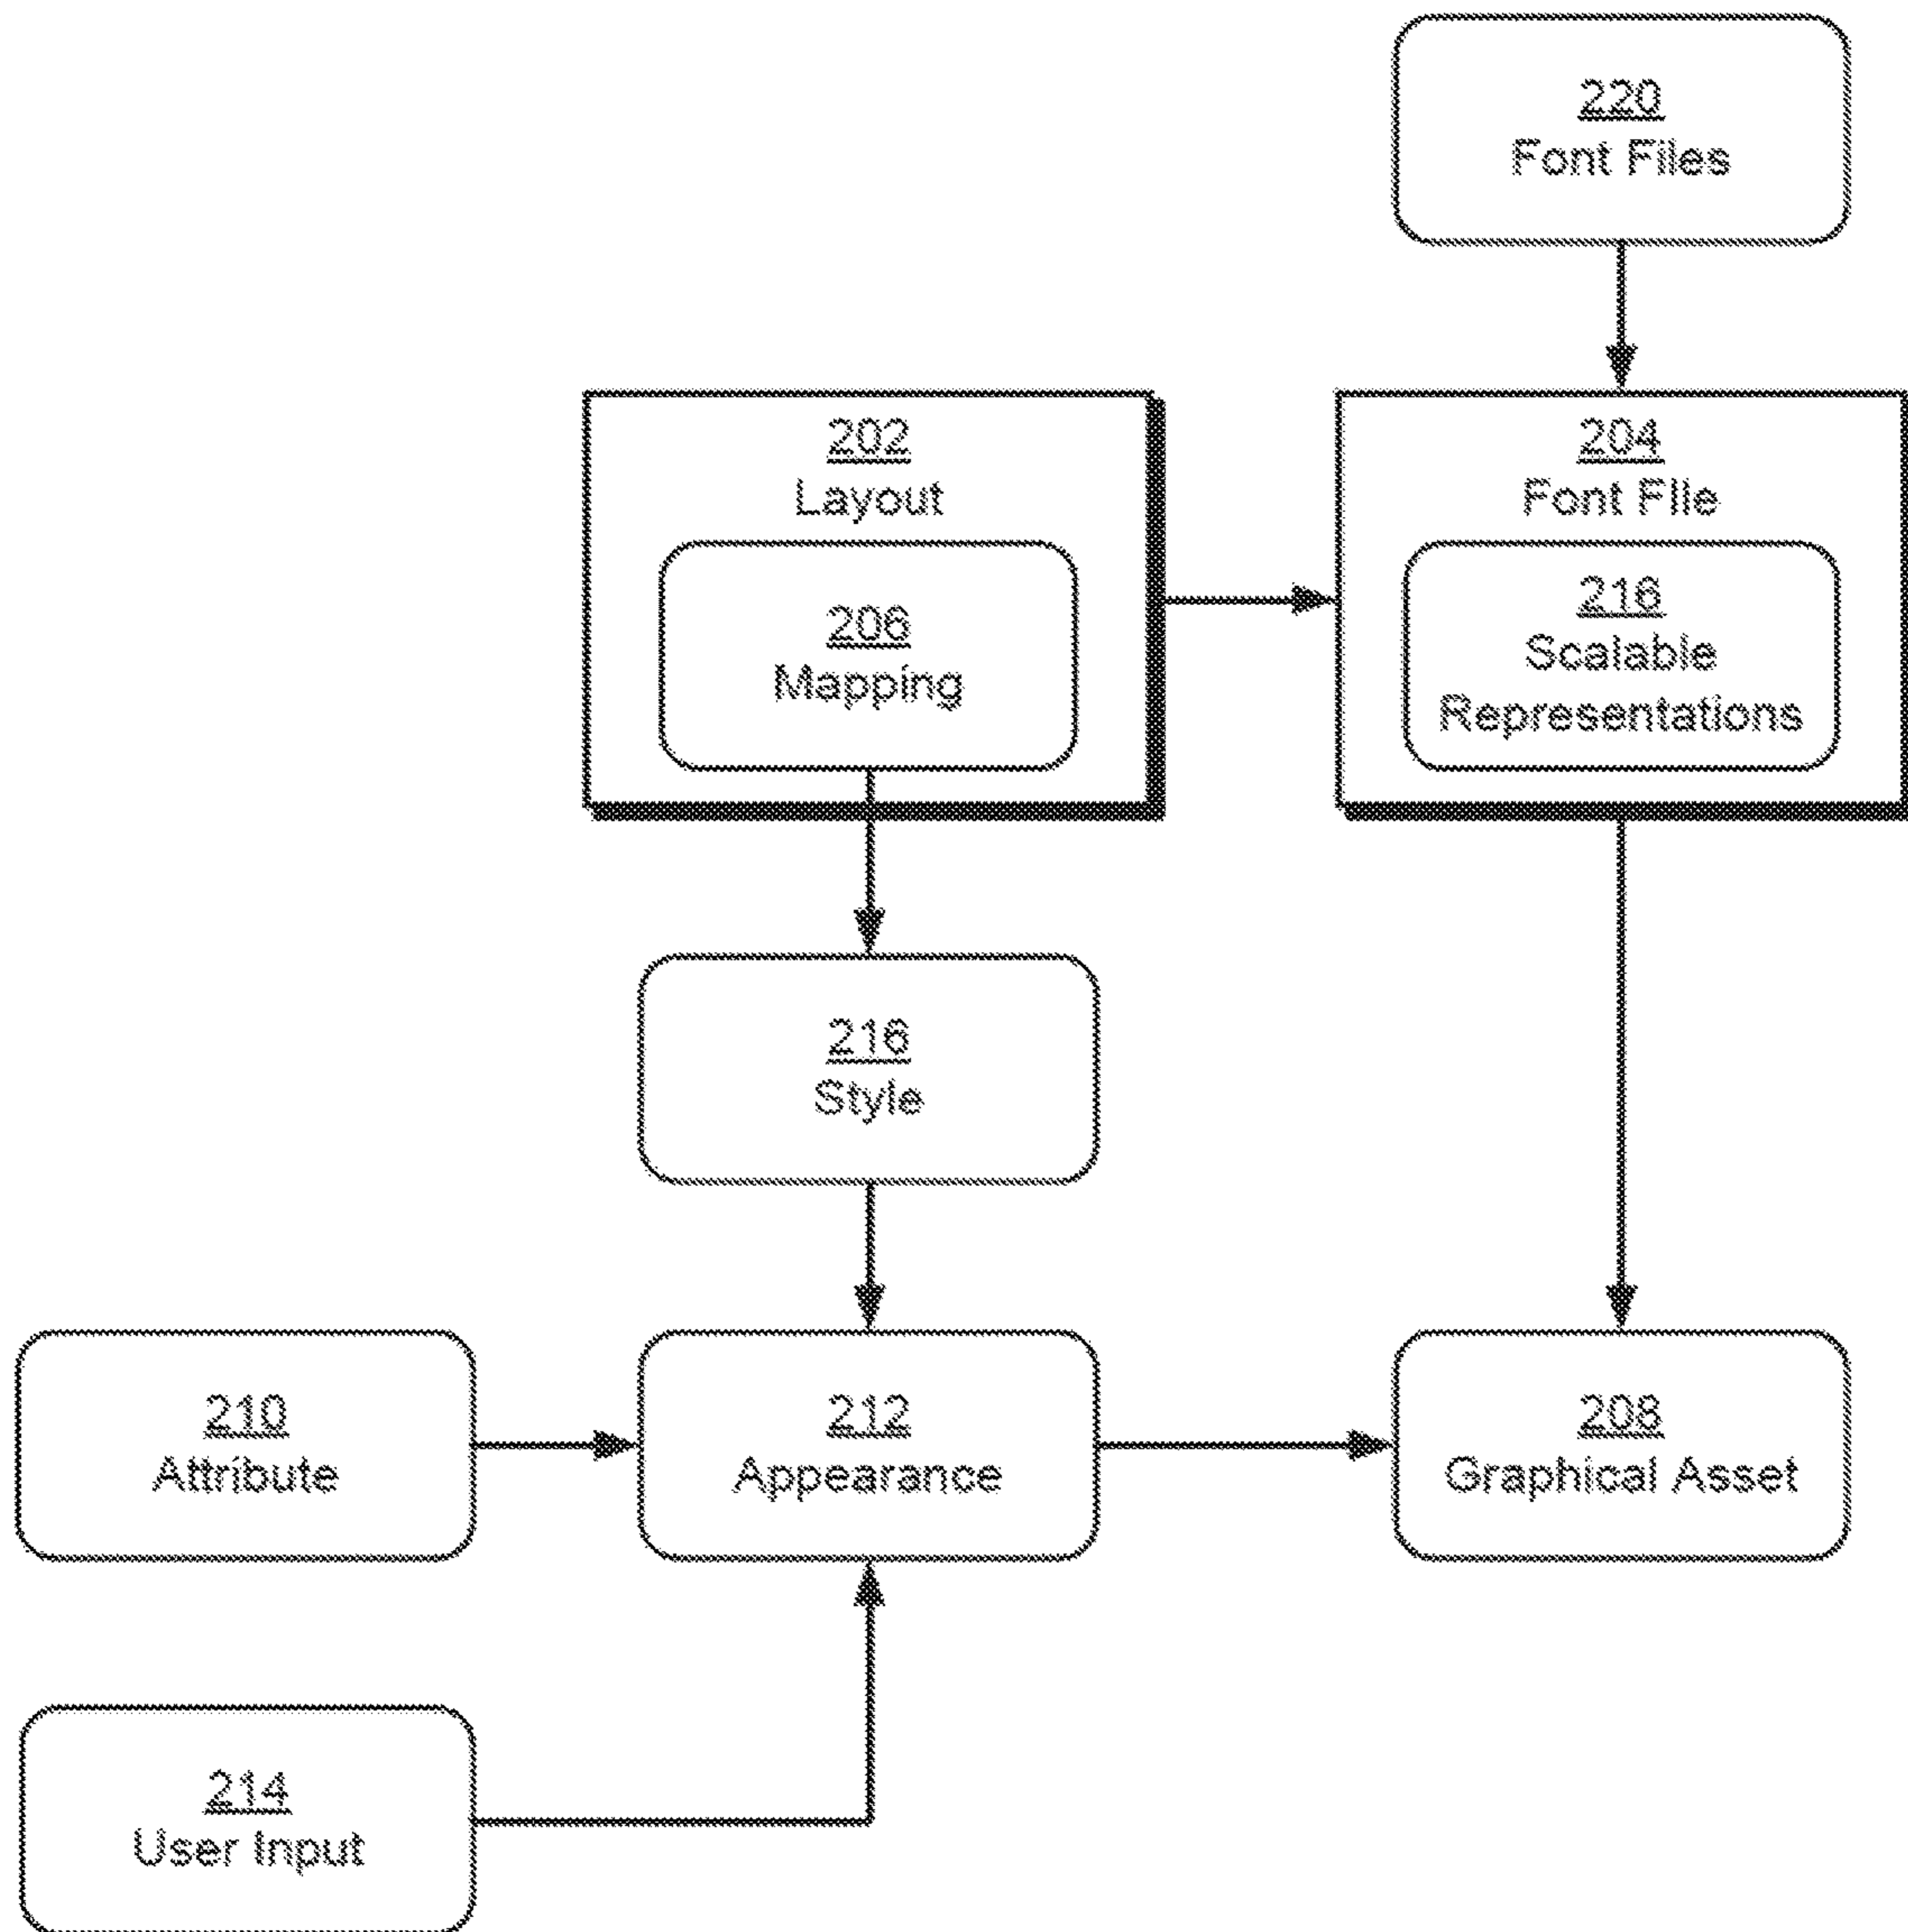 220
Font Files
202
Layout
204
Font File
206
Mapping
216
Scalable
Representations
216
Style
210
Attribute
212
Appearance
208
Graphical Asset
214
User Input